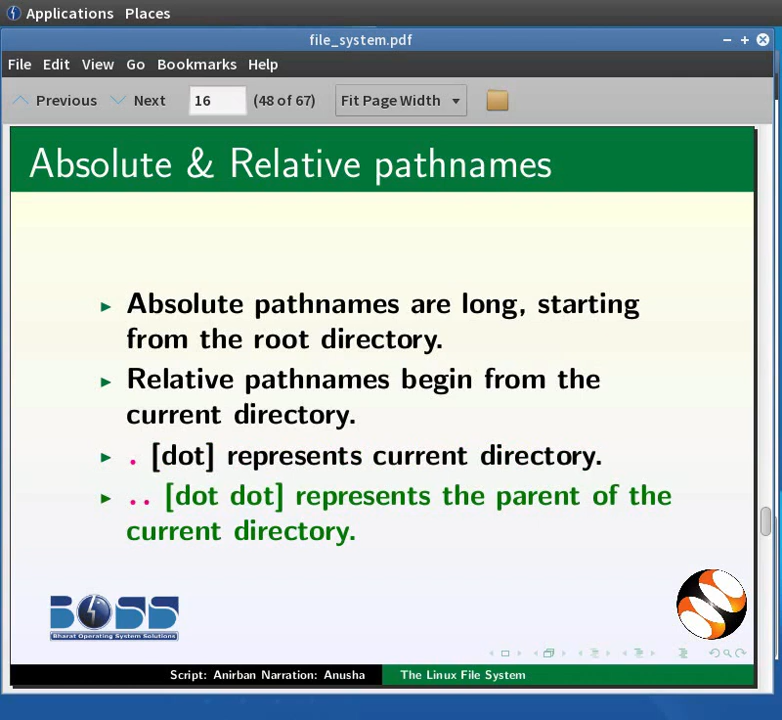 Applications Places
file_system.pdf
File Edit View Go Bookmarks Help
Previous Next 16 (48 of 67) Fit Page Width
Absolute & Relative pathnames
Absolute pathnames are long, starting
from the root directory.
Relative pathnames begin from the
current directory.
. [dot] represents current directory.
.. [dot dot] represents the parent of the
current directory.
BOSS
Bharat Operating System Solutions
Script: Anirban Narration: Anusha The Linux File System